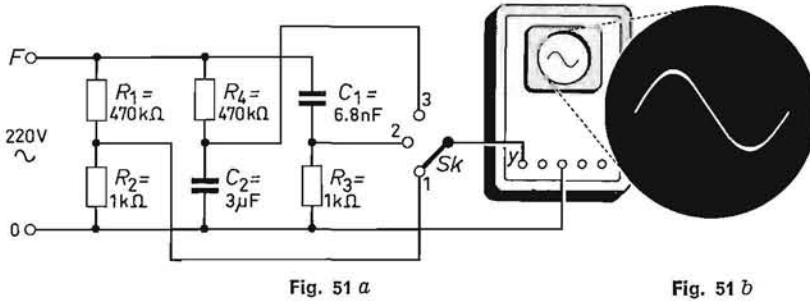 F
R1=
470kΩ
R4=
470kΩ
C1=
6.8nF
3
220V
~
2
Sk
y
R2=
1kΩ
C2=
3µF
R3=
1kΩ
1
0
Fig. 51 a
Fig. 51 b